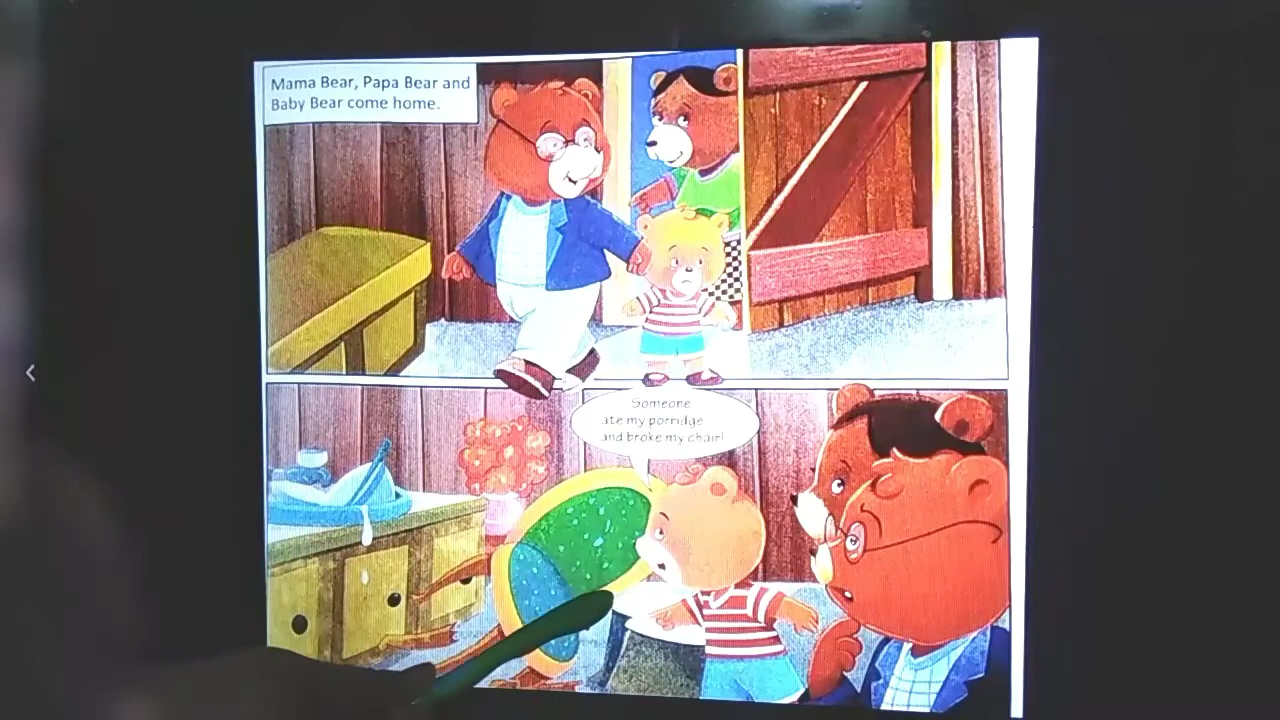 Mama Bear, Papa Bear and
Baby Bear come home.
Someone
ate my porridge
and broke my chair!